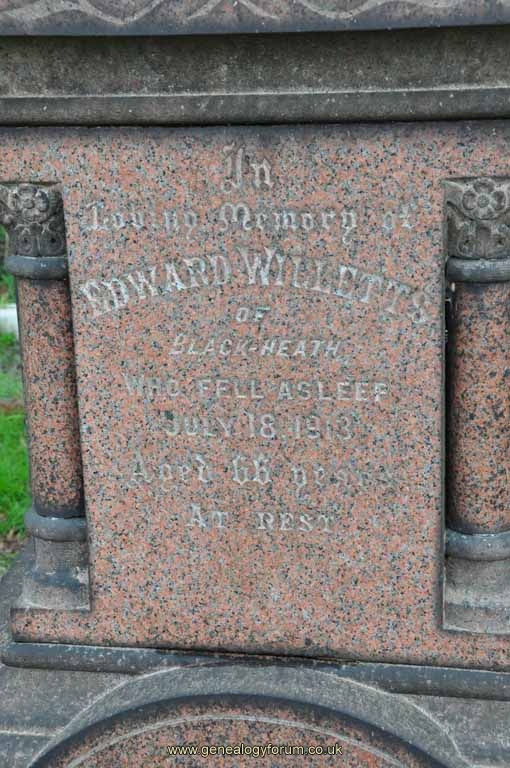 In
Loving Memory of
EDWARD WILLETTS
OF
BLACK-HEATH,
WHO FELL ASLEEP
JULY 18, 1913
Aged 66 years
AT REST
www.genealogyforum.co.uk